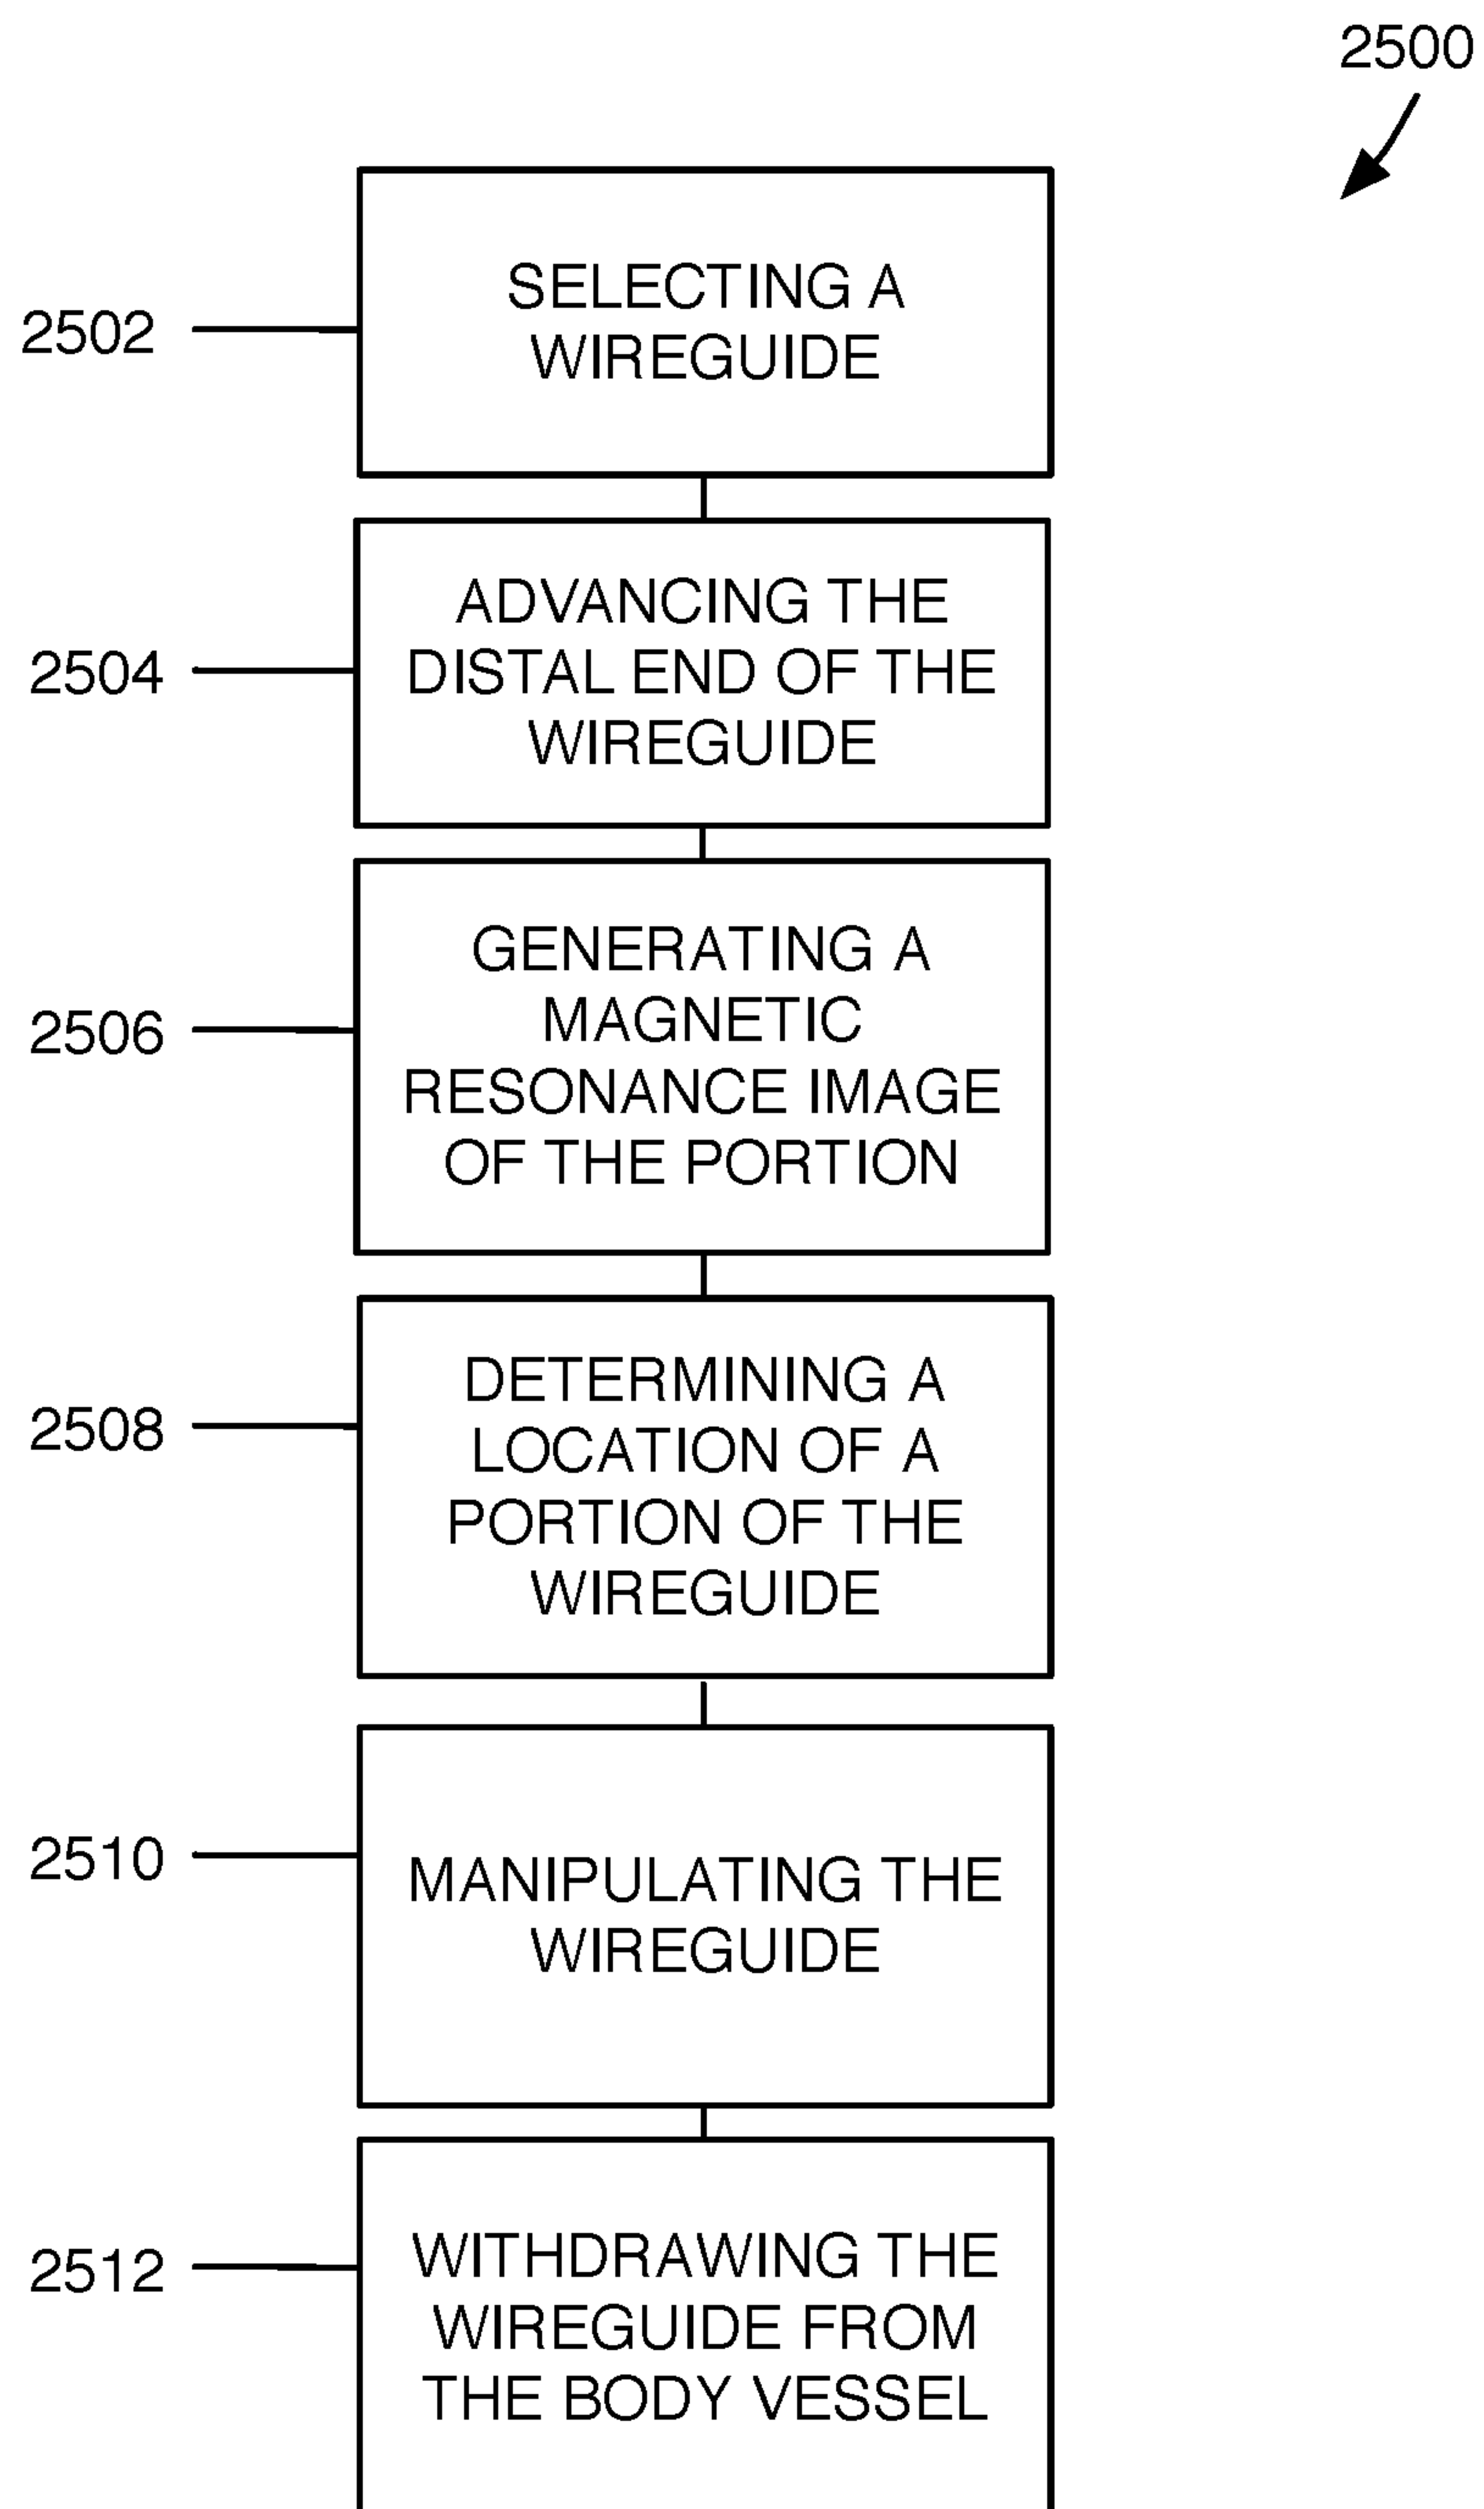 2500
2502
SELECTING A
WIREGUIDE
2504
ADVANCING THE
DISTAL END OF THE
WIREGUIDE
2506
GENERATING A
MAGNETIC
RESONANCE IMAGE
OF THE PORTION
2508
DETERMINING A
LOCATION OF A
PORTION OF THE
WIREGUIDE
2510
MANIPULATING THE
WIREGUIDE
2512
WITHDRAWING THE
WIREGUIDE FROM
THE BODY VESSEL